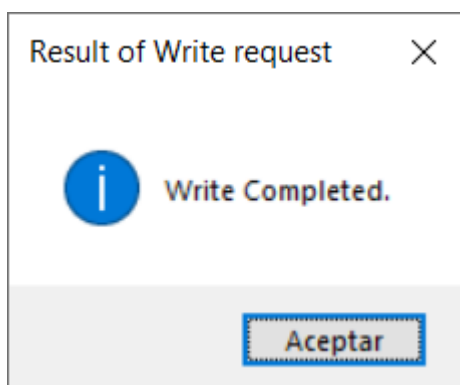 Result of Write request
Write Completed.
Aceptar